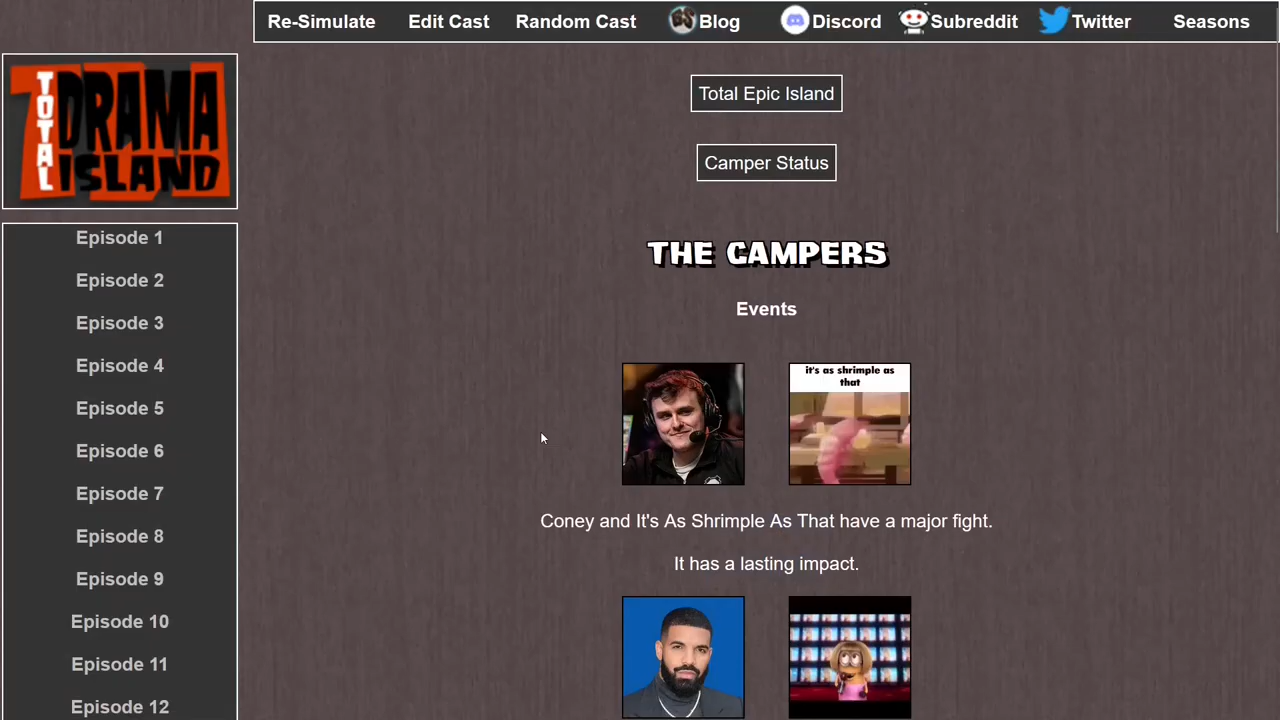 Re-Simulate Edit Cast Random Cast Blog Discord Subreddit Twitter Seasons
TOTAL DRAMA ISLAND
Total Epic Island
Camper Status
THE CAMPERS
Events
it's as shrimple as
that
Coney and It's As Shrimple As That have a major fight.
It has a lasting impact.
Episode 1
Episode 2
Episode 3
Episode 4
Episode 5
Episode 6
Episode 7
Episode 8
Episode 9
Episode 10
Episode 11
Episode 12